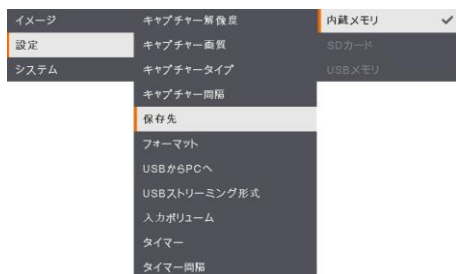 イメージ
設定
システム
キャプチャー解像度
キャプチャー画質
キャプチャータイプ
キャプチャー間隔
保存先
フォーマット
USBからPCへ
USBストリーミング形式
入力ボリューム
タイマー
タイマー間隔
内蔵メモリ
SDカード
USBメモリ